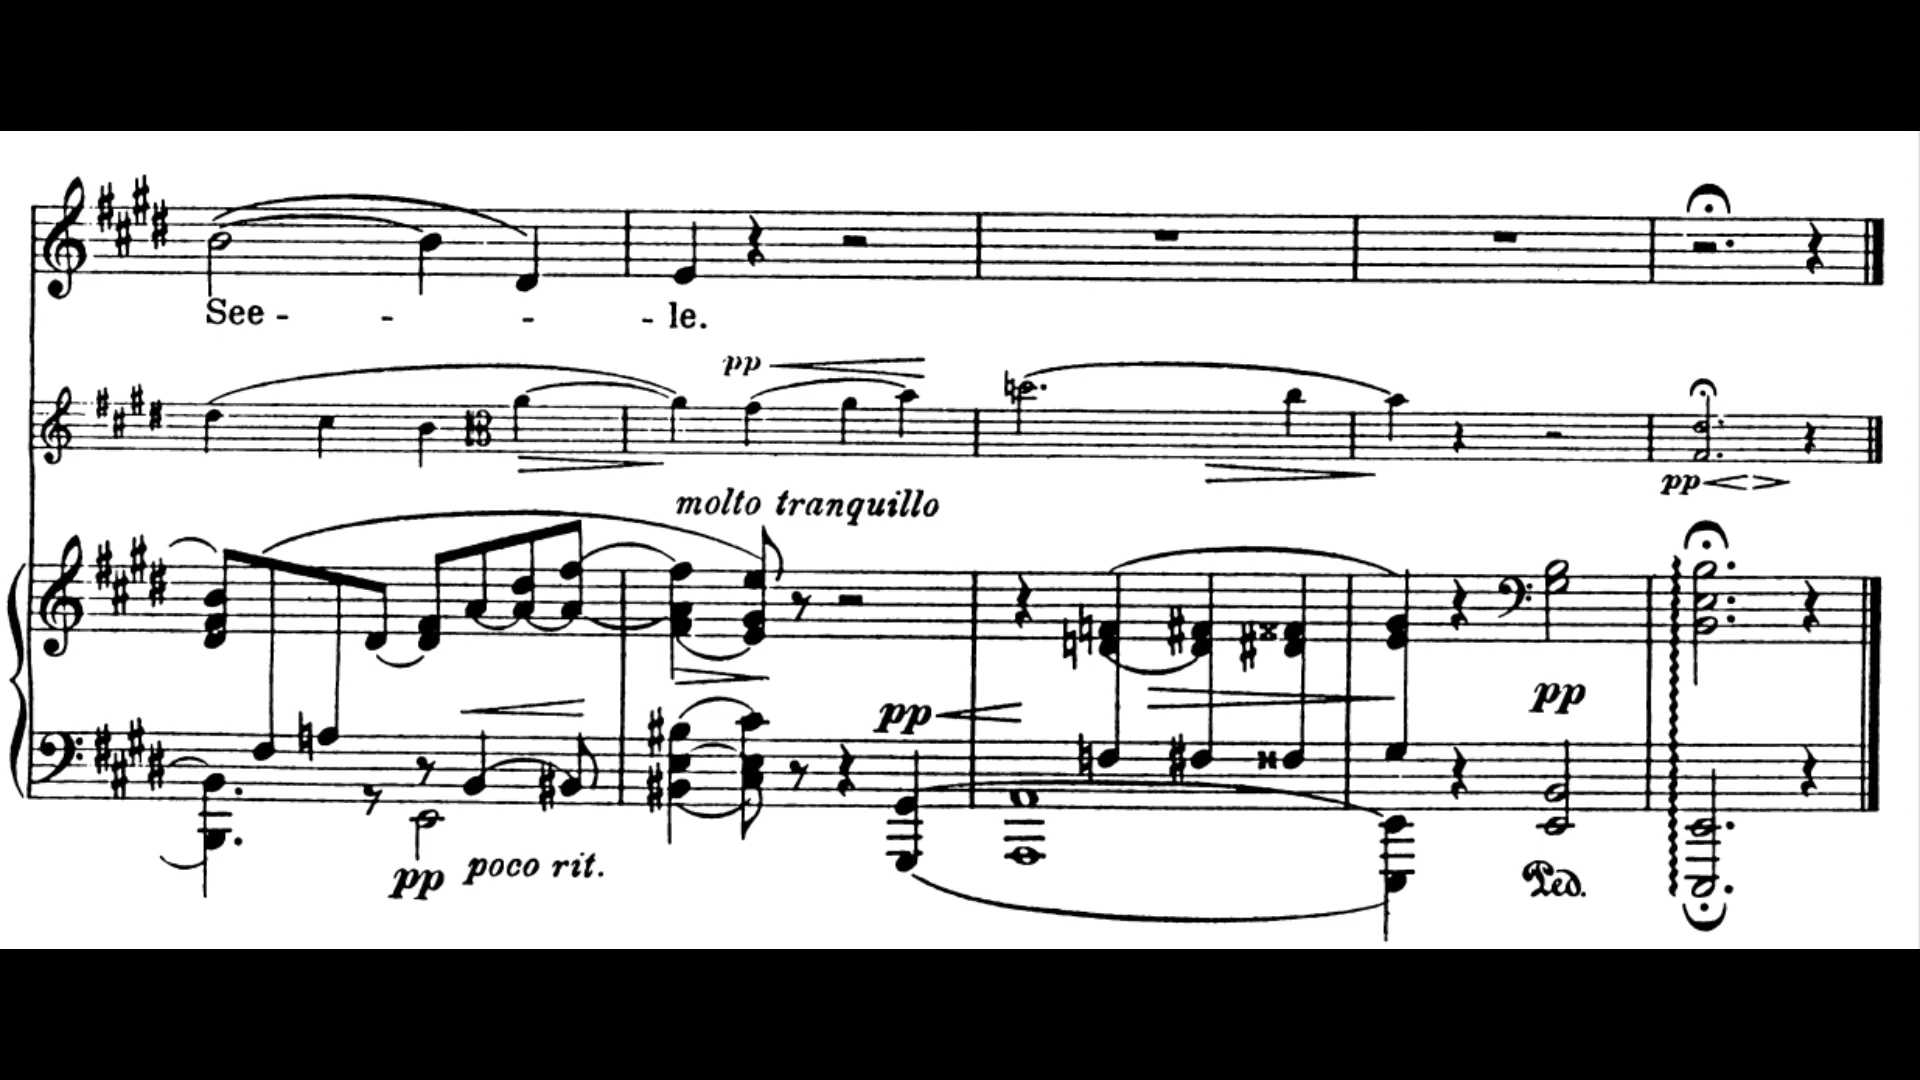 See - - - - le.
pp
molto tranquillo
pp
pp
pp
pp poco rit.
Ped.